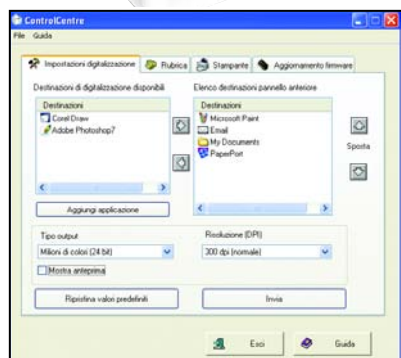 ControlCentre
File Guida
Impostazioni digitalizzazione Rubrica Stampante Aggiornamento firmware
Destinazioni di digitalizzazione disponibili
Destinazioni
Corel Draw
Adobe Photoshop7
Aggiungi applicazione
Elenco destinazioni pannello anteriore
Destinazioni
Microsoft Paint
Email
My Documents
PaperPort
Sposta
Tipo output
Milioni di colori (24 bit)
Risoluzione (DPI)
300 dpi (normale)
Mostra anteprima
Ripristina valori predefiniti
Invia
Esci
Guida